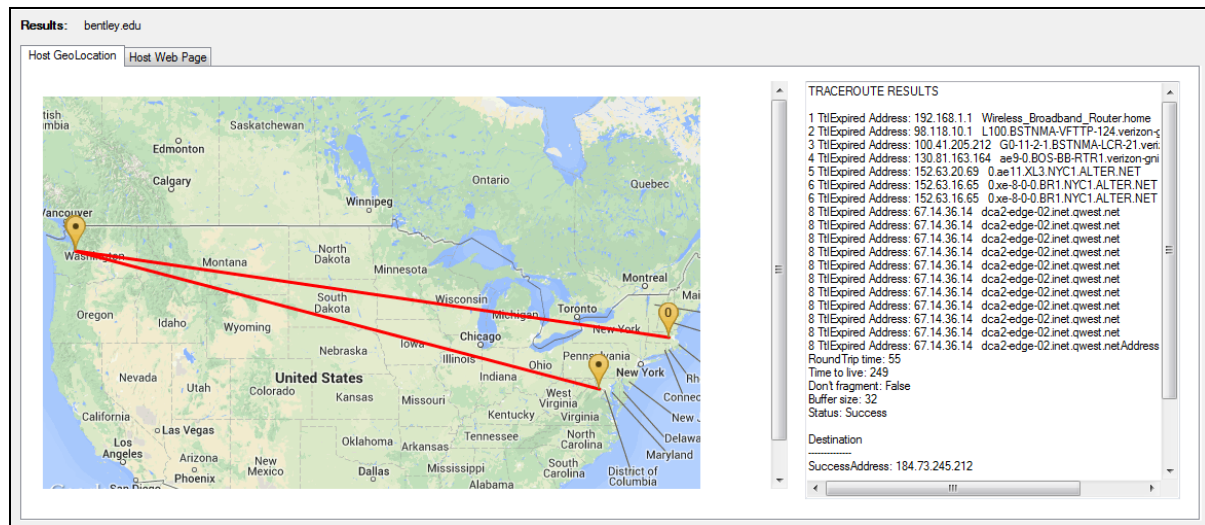 Results: bentley.edu
Host GeoLocation Host Web Page
tish
mbia
Saskatchewan
Edmonton
Calgary
Ontario
Quebec
Winnipeg
Vancouver
Washington
North
Dakota
Montana
Minnesota
Montreal
South
Dakota
Wisconsin
Michigan
Toronto
Mai
0
Oregon
Idaho
Wyoming
New York
Chicago
Iowa
Nebraska
Illinois
Pennsylvania
Ohio
New York
Rh
Nevada
Utah
United States
Colorado
Indiana
Connec
Kansas
Missouri
West
Virginia
New J
Kentucky
Virginia
California
Las Vegas
Delawa
Oklahoma
Arkansas
Tennessee
North
Carolina
Maryland
Los
Angeles
Arizona
Phoenix
New
Mexico
Dallas
Mississippi
South
Carolina
District of
Columbia
San Diego
Alabama
TRACEROUTE RESULTS
1 TtlExpired Address: 192.168.1.1 Wireless_Broadband_Router.home
2 TtlExpired Address: 98.118.10.1 L100.BSTNMA-VFTTP-124.verizon-g
3 TtlExpired Address: 100.41.205.212 G0-11-2-1.BSTNMA-LCR-21.veri
4 TtlExpired Address: 130.81.163.164 ae9-0.BOS-BB-RTR1.verizon-gni
5 TtlExpired Address: 152.63.20.69 0.ae11.XL3.NYC1.ALTER.NET
6 TtlExpired Address: 152.63.16.65 0.xe-8-0-0.BR1.NYC1.ALTER.NET
6 TtlExpired Address: 152.63.16.65 0.xe-8-0-0.BR1.NYC1.ALTER.NET
8 TtlExpired Address: 67.14.36.14 dca2-edge-02.inet.qwest.net
8 TtlExpired Address: 67.14.36.14 dca2-edge-02.inet.qwest.net
8 TtlExpired Address: 67.14.36.14 dca2-edge-02.inet.qwest.net
8 TtlExpired Address: 67.14.36.14 dca2-edge-02.inet.qwest.net
8 TtlExpired Address: 67.14.36.14 dca2-edge-02.inet.qwest.net
8 TtlExpired Address: 67.14.36.14 dca2-edge-02.inet.qwest.net
8 TtlExpired Address: 67.14.36.14 dca2-edge-02.inet.qwest.net
8 TtlExpired Address: 67.14.36.14 dca2-edge-02.inet.qwest.net
8 TtlExpired Address: 67.14.36.14 dca2-edge-02.inet.qwest.net
8 TtlExpired Address: 67.14.36.14 dca2-edge-02.inet.qwest.net
8 TtlExpired Address: 67.14.36.14 dca2-edge-02.inet.qwest.netAddress
RoundTrip time: 55
Time to live: 249
Don't fragment: False
Buffer size: 32
Status: Success
Destination
--------------
SuccessAddress: 184.73.245.212